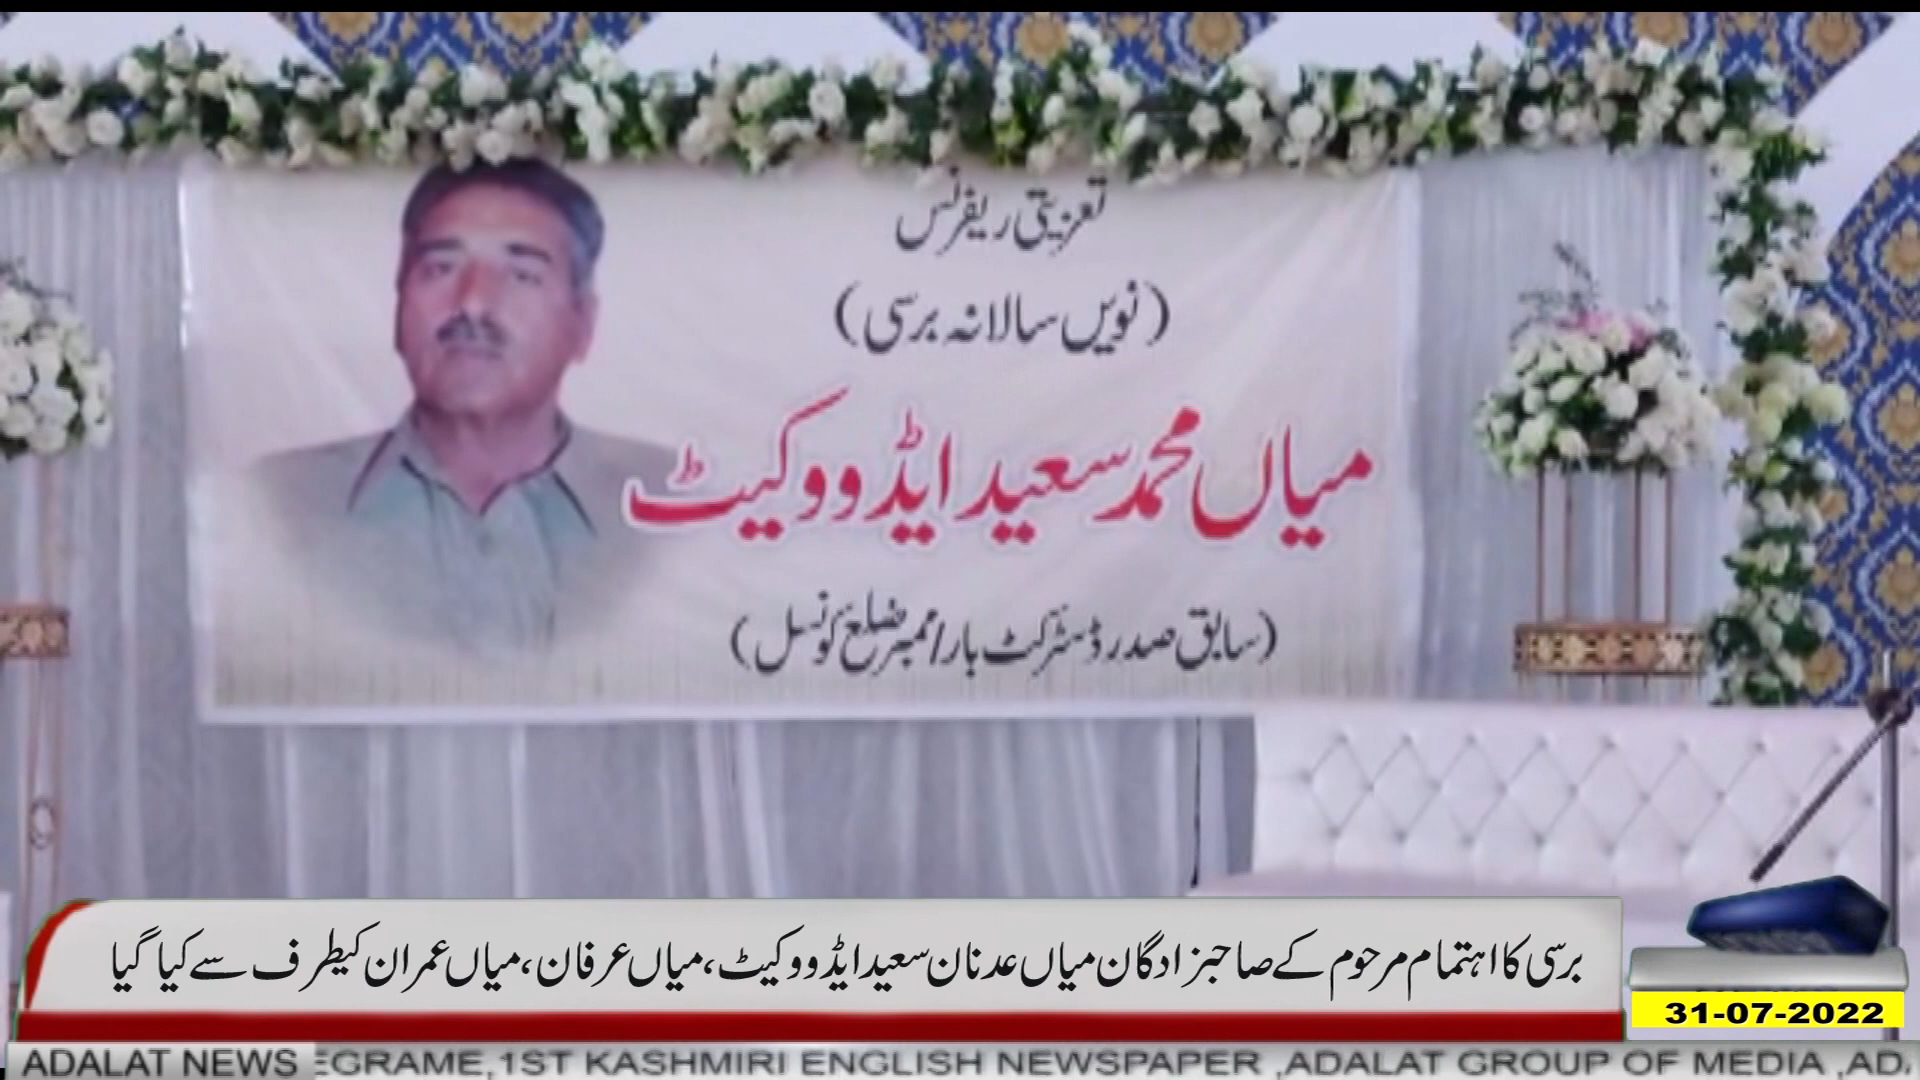 تعزیتی ریفرنس
(نویں سالانہ برسی)
میاں محمد سعید ایڈووکیٹ
(سابق صدر ڈسٹرکٹ بار/ممبر ضلع کونسل)
برسی کا اہتمام مرحوم کے صاحبزادگان میاں عدنان سعید ایڈووکیٹ، میاں عرفان، میاں عمران کیطرف سے کیا گیا
31-07-2022
ADALAT NEWS EGRAME,1ST KASHMIRI ENGLISH NEWSPAPER ,ADALAT GROUP OF MEDIA ,ADA